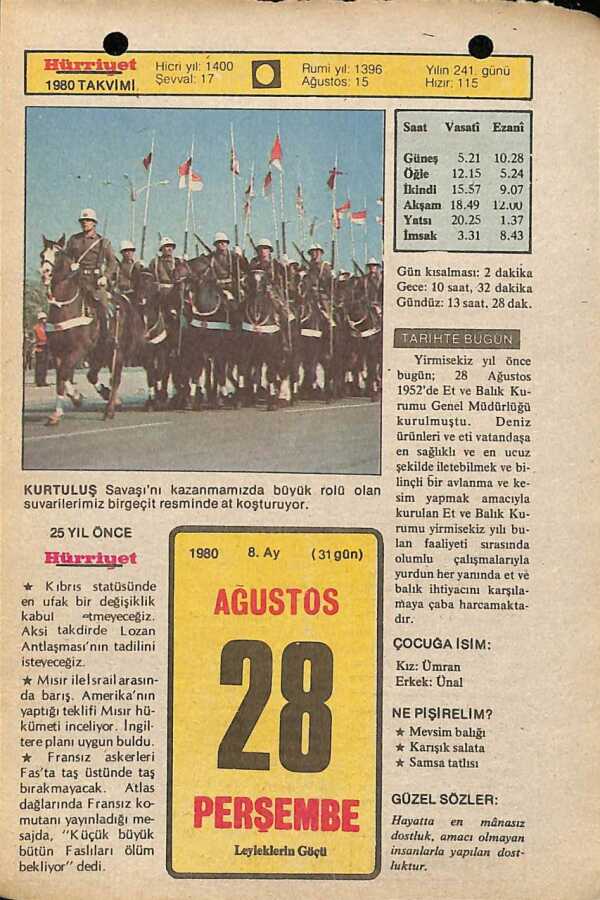 Hürriyet
1980 TAKVİMİ
Hicri yıl: 1400
Şevval: 17
Rumi yıl: 1396
Ağustos: 15
Yılın 241. günü
Hızır: 115
Saat Vasatî Ezanî
Güneş 5.21 10.28
Öğle 12.15 5.24
İkindi 15.57 9.07
Akşam 18.49 12.00
Yatsı 20.25 1.37
İmsak 3.31 8.43
Gün kısalması: 2 dakika
Gece: 10 saat, 32 dakika
Gündüz: 13 saat. 28 dak.
TARİHTE BUGÜN
Yirmisekiz yıl önce
bugün; 28 Ağustos
1952'de Et ve Balık Ku-
rumu Genel Müdürlüğü
kurulmuştu. Deniz
ürünleri ve eti vatandaşa
en sağlıklı ve en ucuz
şekilde iletebilmek ve bi-
linçli bir avlanma ve ke-
sim yapmak amacıyla
kurulan Et ve Balık Ku-
rumu yirmisekiz yılı bu-
lan faaliyeti sırasında
olumlu çalışmalarıyla
yurdun her yanında et ve
balık ihtiyacını karşıla-
maya çaba harcamakta-
dır.
KURTULUŞ Savaşı'nı kazanmamızda büyük rolü olan
suvarilerimiz birgeçit resminde at koşturuyor.
25 YIL ÖNCE
Hürriyet
★ Kıbrıs statüsünde
en ufak bir değişiklik
kabul etmeyeceğiz.
Aksi takdirde Lozan
Antlaşması'nın tadilini
isteyeceğiz.
★ Mısır ile İsrail arasın-
da barış. Amerika'nın
yaptığı teklifi Mısır hü-
kümeti inceliyor. İngil-
tere planı uygun buldu.
★ Fransız askerleri
Fas'ta taş üstünde taş
bırakmayacak. Atlas
dağlarında Fransız ko-
mutanı yayınladığı me-
sajda, "Küçük büyük
bütün Faslıları ölüm
bekliyor" dedi.
1980 8. Ay (31 gün)
AĞUSTOS
28
PERŞEMBE
Leyleklerin Göçü
ÇOCUĞA İSİM:
Kız: Ümran
Erkek: Ünal
NE PİŞİRELİM?
★ Mevsim balığı
★ Karışık salata
★ Samsa tatlısı
GÜZEL SÖZLER:
Hayatta en mânasız
dostluk, amacı olmayan
insanlarla yapılan dost-
luktur.